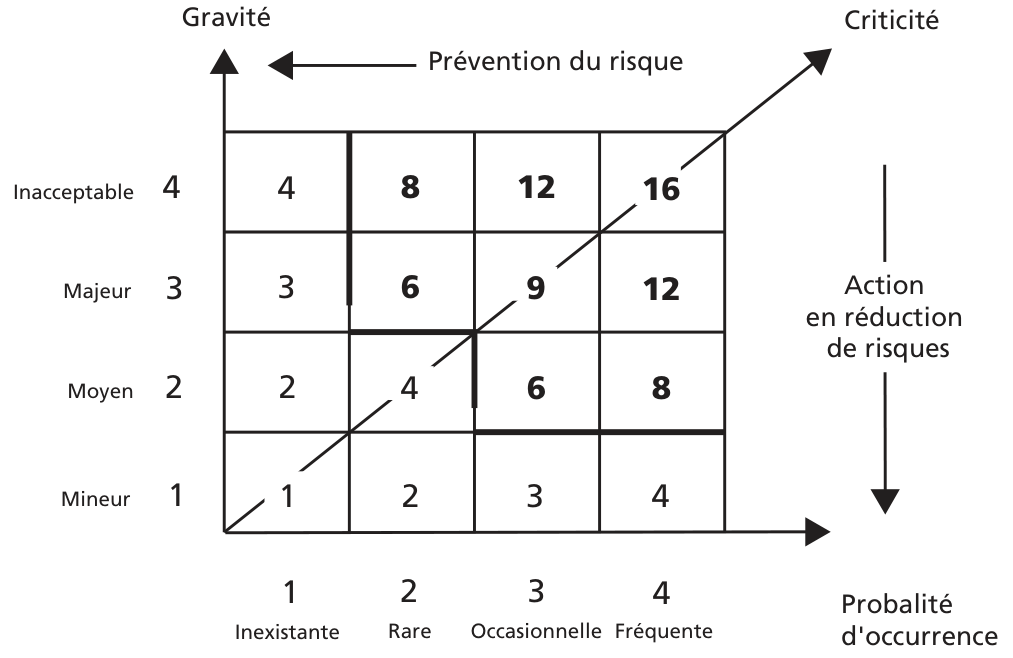 Gravité
Criticité
Prévention du risque
Inacceptable 4 4 8 12 16
Majeur 3 3 6 9 12
Action
en réduction
de risques
Moyen 2 2 4 6 8
Mineur 1 1 2 3 4
1 2 3 4
Inexistante Rare Occasionnelle Fréquente
Probalité
d'occurrence